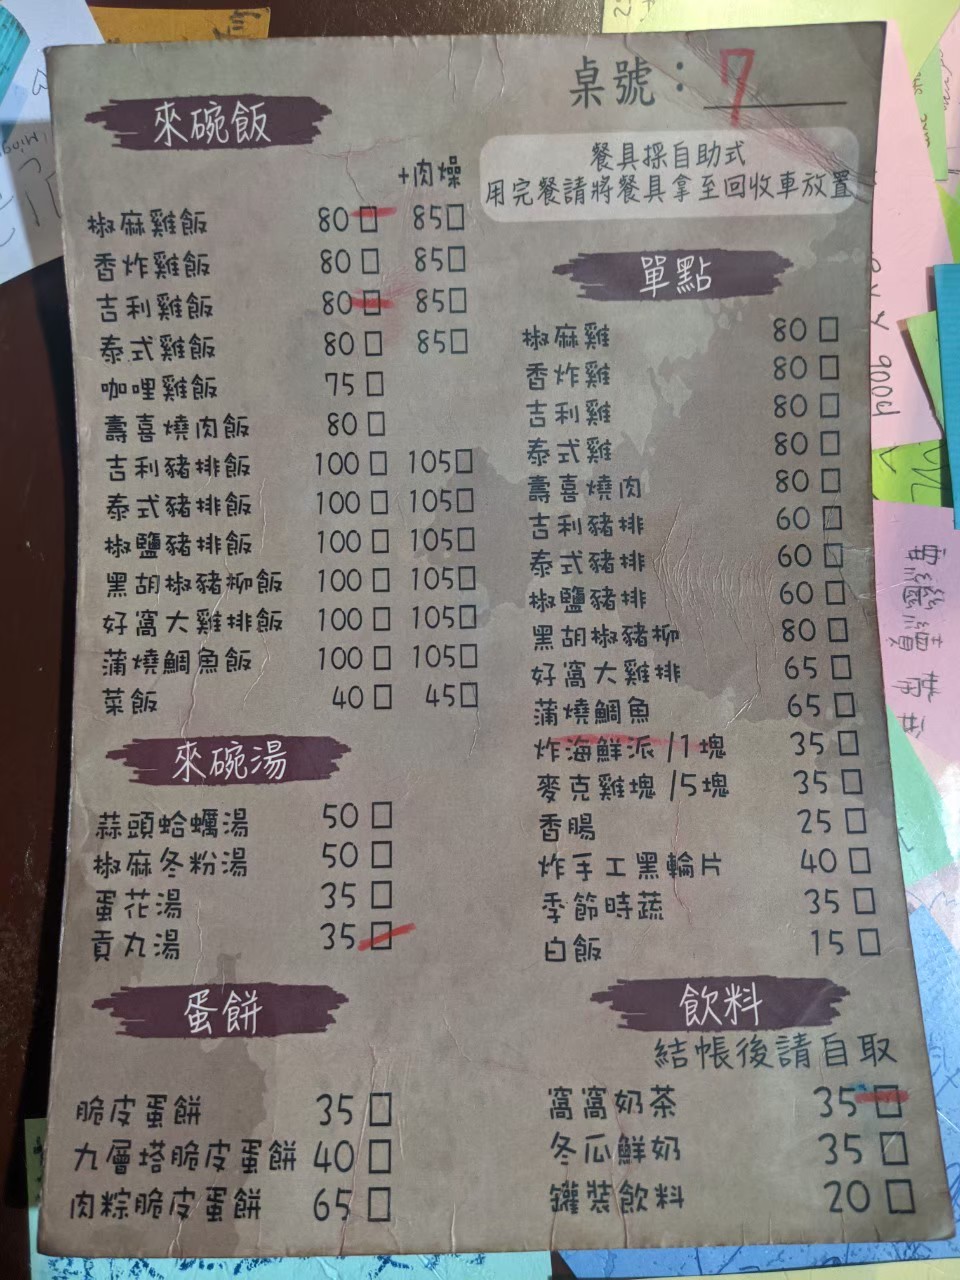 桌號：7
餐具採自助式
用完餐請將餐具拿至回收車放置
來碗飯
+肉燥
椒麻雞飯 80□ 85□
香炸雞飯 80□ 85□
吉利雞飯 80□ 85□
泰式雞飯 80□ 85□
咖哩雞飯 75□
壽喜燒肉飯 80□
吉利豬排飯 100□ 105□
泰式豬排飯 100□ 105□
椒鹽豬排飯 100□ 105□
黑胡椒豬柳飯 100□ 105□
好窩大雞排飯 100□ 105□
蒲燒鯛魚飯 100□ 105□
菜飯 40□ 45□
來碗湯
蒜頭蛤蠣湯 50□
椒麻冬粉湯 50□
蛋花湯 35□
貢丸湯 35□
蛋餅
脆皮蛋餅 35□
九層塔脆皮蛋餅 40□
肉粽脆皮蛋餅 65□
單點
椒麻雞 80□
香炸雞 80□
吉利雞 80□
泰式雞 80□
壽喜燒肉 80□
吉利豬排 60□
泰式豬排 60□
椒鹽豬排 60□
黑胡椒豬柳 80□
好窩大雞排 65□
蒲燒鯛魚 65□
炸海鮮派/1塊 35□
麥克雞塊/5塊 35□
香腸 25□
炸手工黑輪片 40□
季節時蔬 35□
白飯 15□
飲料
結帳後請自取
窩窩奶茶 35□
冬瓜鮮奶 35□
罐裝飲料 20□
good